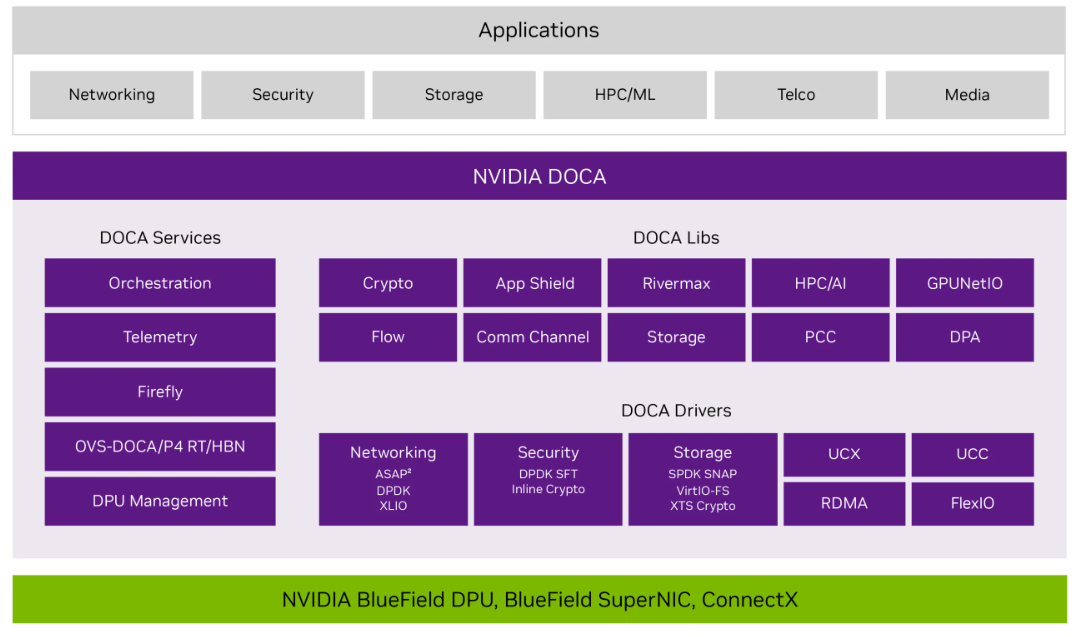 Applications
Networking
Security
Storage
HPC/ML
Telco
Media
NVIDIA DOCA
DOCA Services
Orchestration
Telemetry
Firefly
OVS-DOCA/P4 RT/HBN
DPU Management
DOCA Libs
Crypto
App Shield
Rivermax
HPC/AI
GPUNetIO
Flow
Comm Channel
Storage
PCC
DPA
DOCA Drivers
Networking
ASAP²
DPDK
XLIO
Security
DPDK SFT
Inline Crypto
Storage
SPDK SNAP
VirtIO-FS
XTS Crypto
UCX
UCC
RDMA
FlexIO
NVIDIA BlueField DPU, BlueField SuperNIC, ConnectX